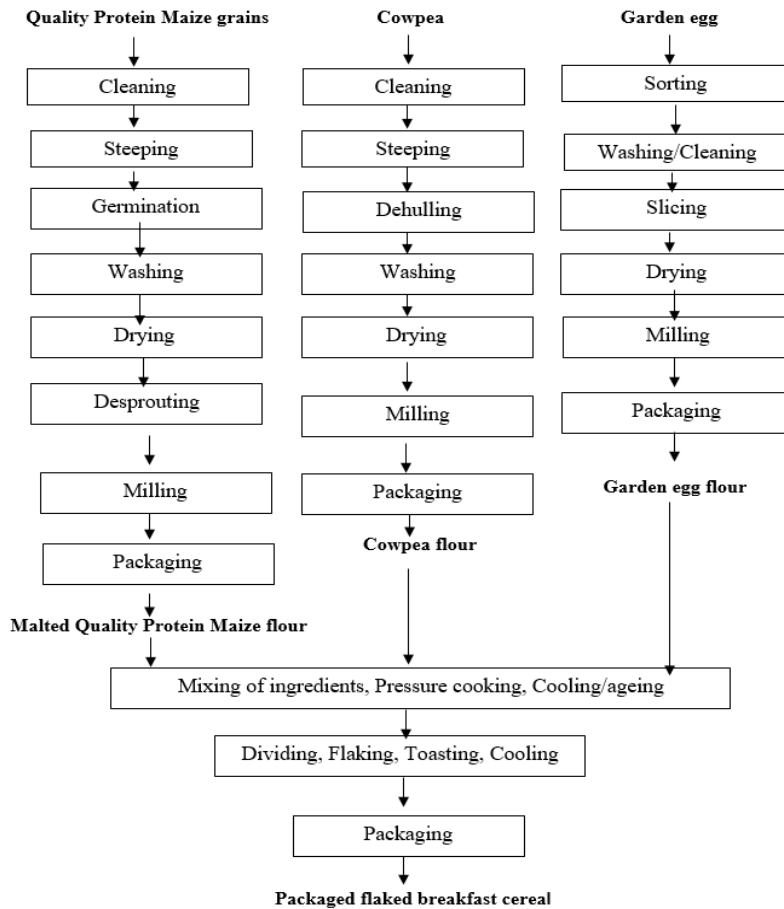 Quality Protein Maize grains
Cleaning
Steeping
Germination
Washing
Drying
Desprouting
Milling
Packaging
Malted Quality Protein Maize flour
Cowpea
Cleaning
Steeping
Dehulling
Washing
Drying
Milling
Packaging
Cowpea flour
Garden egg
Sorting
Washing/Cleaning
Slicing
Drying
Milling
Packaging
Garden egg flour
Mixing of ingredients, Pressure cooking, Cooling/ageing
Dividing, Flaking, Toasting, Cooling
Packaging
Packaged flaked breakfast cereal